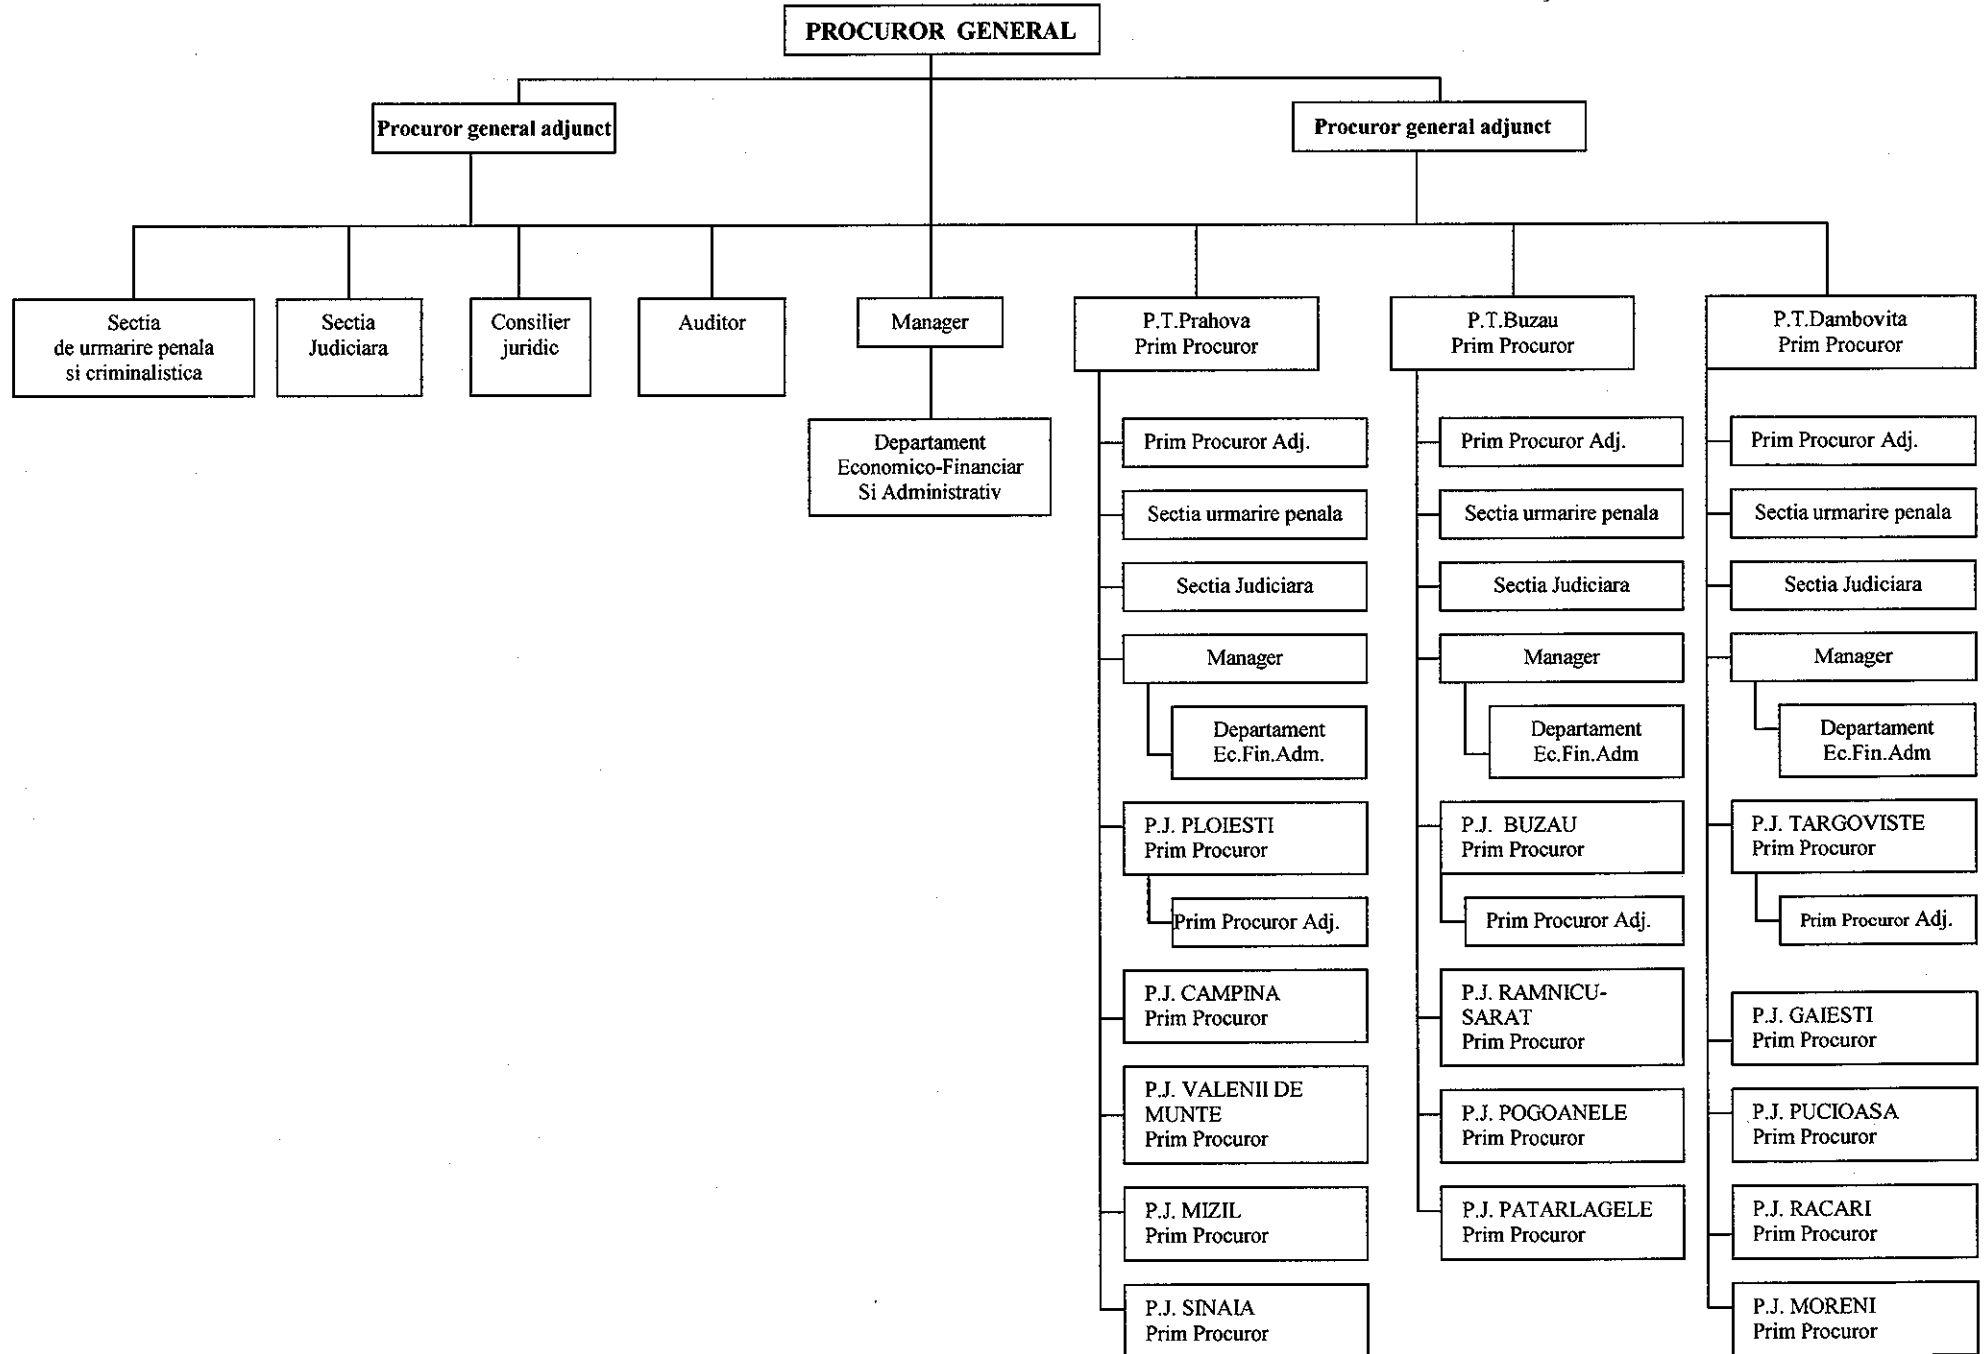 PROCUROR GENERAL
Procuror general adjunct
Procuror general adjunct
Sectia
de urmarire penala
si criminalistica
Sectia
Judiciara
Consilier
juridic
Auditor
Manager
Departament
Economico-Financiar
Si Administrativ
P.T.Prahova
Prim Procuror
Prim Procuror Adj.
Sectia urmarire penala
Sectia Judiciara
Manager
Departament
Ec.Fin.Adm.
P.J. PLOIESTI
Prim Procuror
Prim Procuror Adj.
P.J. CAMPINA
Prim Procuror
P.J. VALENII DE
MUNTE
Prim Procuror
P.J. MIZIL
Prim Procuror
P.J. SINAIA
Prim Procuror
P.T.Buzau
Prim Procuror
Prim Procuror Adj.
Sectia urmarire penala
Sectia Judiciara
Manager
Departament
Ec.Fin.Adm
P.J. BUZAU
Prim Procuror
Prim Procuror Adj.
P.J. RAMNICU-
SARAT
Prim Procuror
P.J. POGOANELE
Prim Procuror
P.J. PATARLAGELE
Prim Procuror
P.T.Dambovita
Prim Procuror
Prim Procuror Adj.
Sectia urmarire penala
Sectia Judiciara
Manager
Departament
Ec.Fin.Adm
P.J. TARGOVISTE
Prim Procuror
Prim Procuror Adj.
P.J. GAIESTI
Prim Procuror
P.J. PUCIOASA
Prim Procuror
P.J. RACARI
Prim Procuror
P.J. MORENI
Prim Procuror